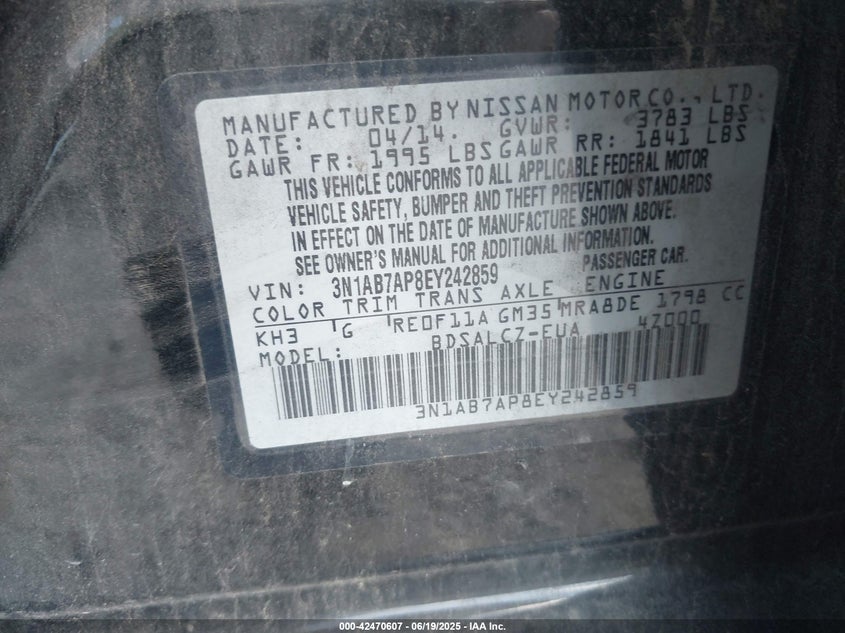 MANUFACTURED BY NISSAN MOTOR CO., LTD.
DATE: 04/14. GVWR: 3783 LBS
GAWR FR: 1995 LBS GAWR RR: 1841 LBS
THIS VEHICLE CONFORMS TO ALL APPLICABLE FEDERAL MOTOR
VEHICLE SAFETY, BUMPER AND THEFT PREVENTION STANDARDS
IN EFFECT ON THE DATE OF MANUFACTURE SHOWN ABOVE.
SEE OWNER'S MANUAL FOR ADDITIONAL INFORMATION.
VIN: 3N1AB7AP8EY242859 PASSENGER CAR.
COLOR TRIM TRANS AXLE ENGINE
KH3 G RE0F11A GM35 MRA8DE 1798 CC
MODEL: BDSALCZ-EUA 4Z000
3N1AB7AP8EY242859
000-42470607 - 06/19/2025 - IAA Inc.